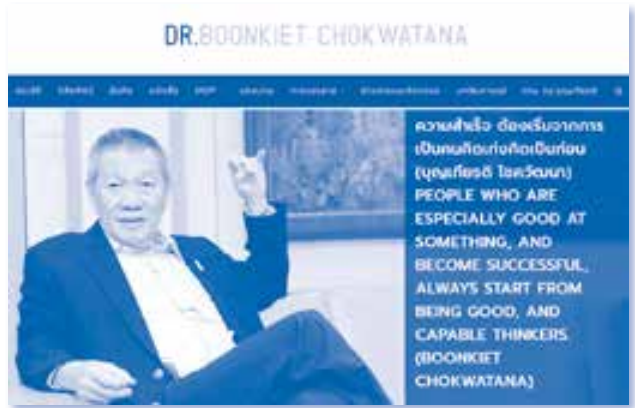 DR.BOONKIET CHOKWATANA
ความสำเร็จ ต้องเริ่มจากการ
เป็นคนคิดเก่งคิดเป็นก่อน
(บุญเกียรติ โชควัฒนา)
PEOPLE WHO ARE
ESPECIALLY GOOD AT
SOMETHING, AND
BECOME SUCCESSFUL,
ALWAYS START FROM
BEING GOOD, AND
CAPABLE THINKERS
(BOONKIET
CHOKWATANA)